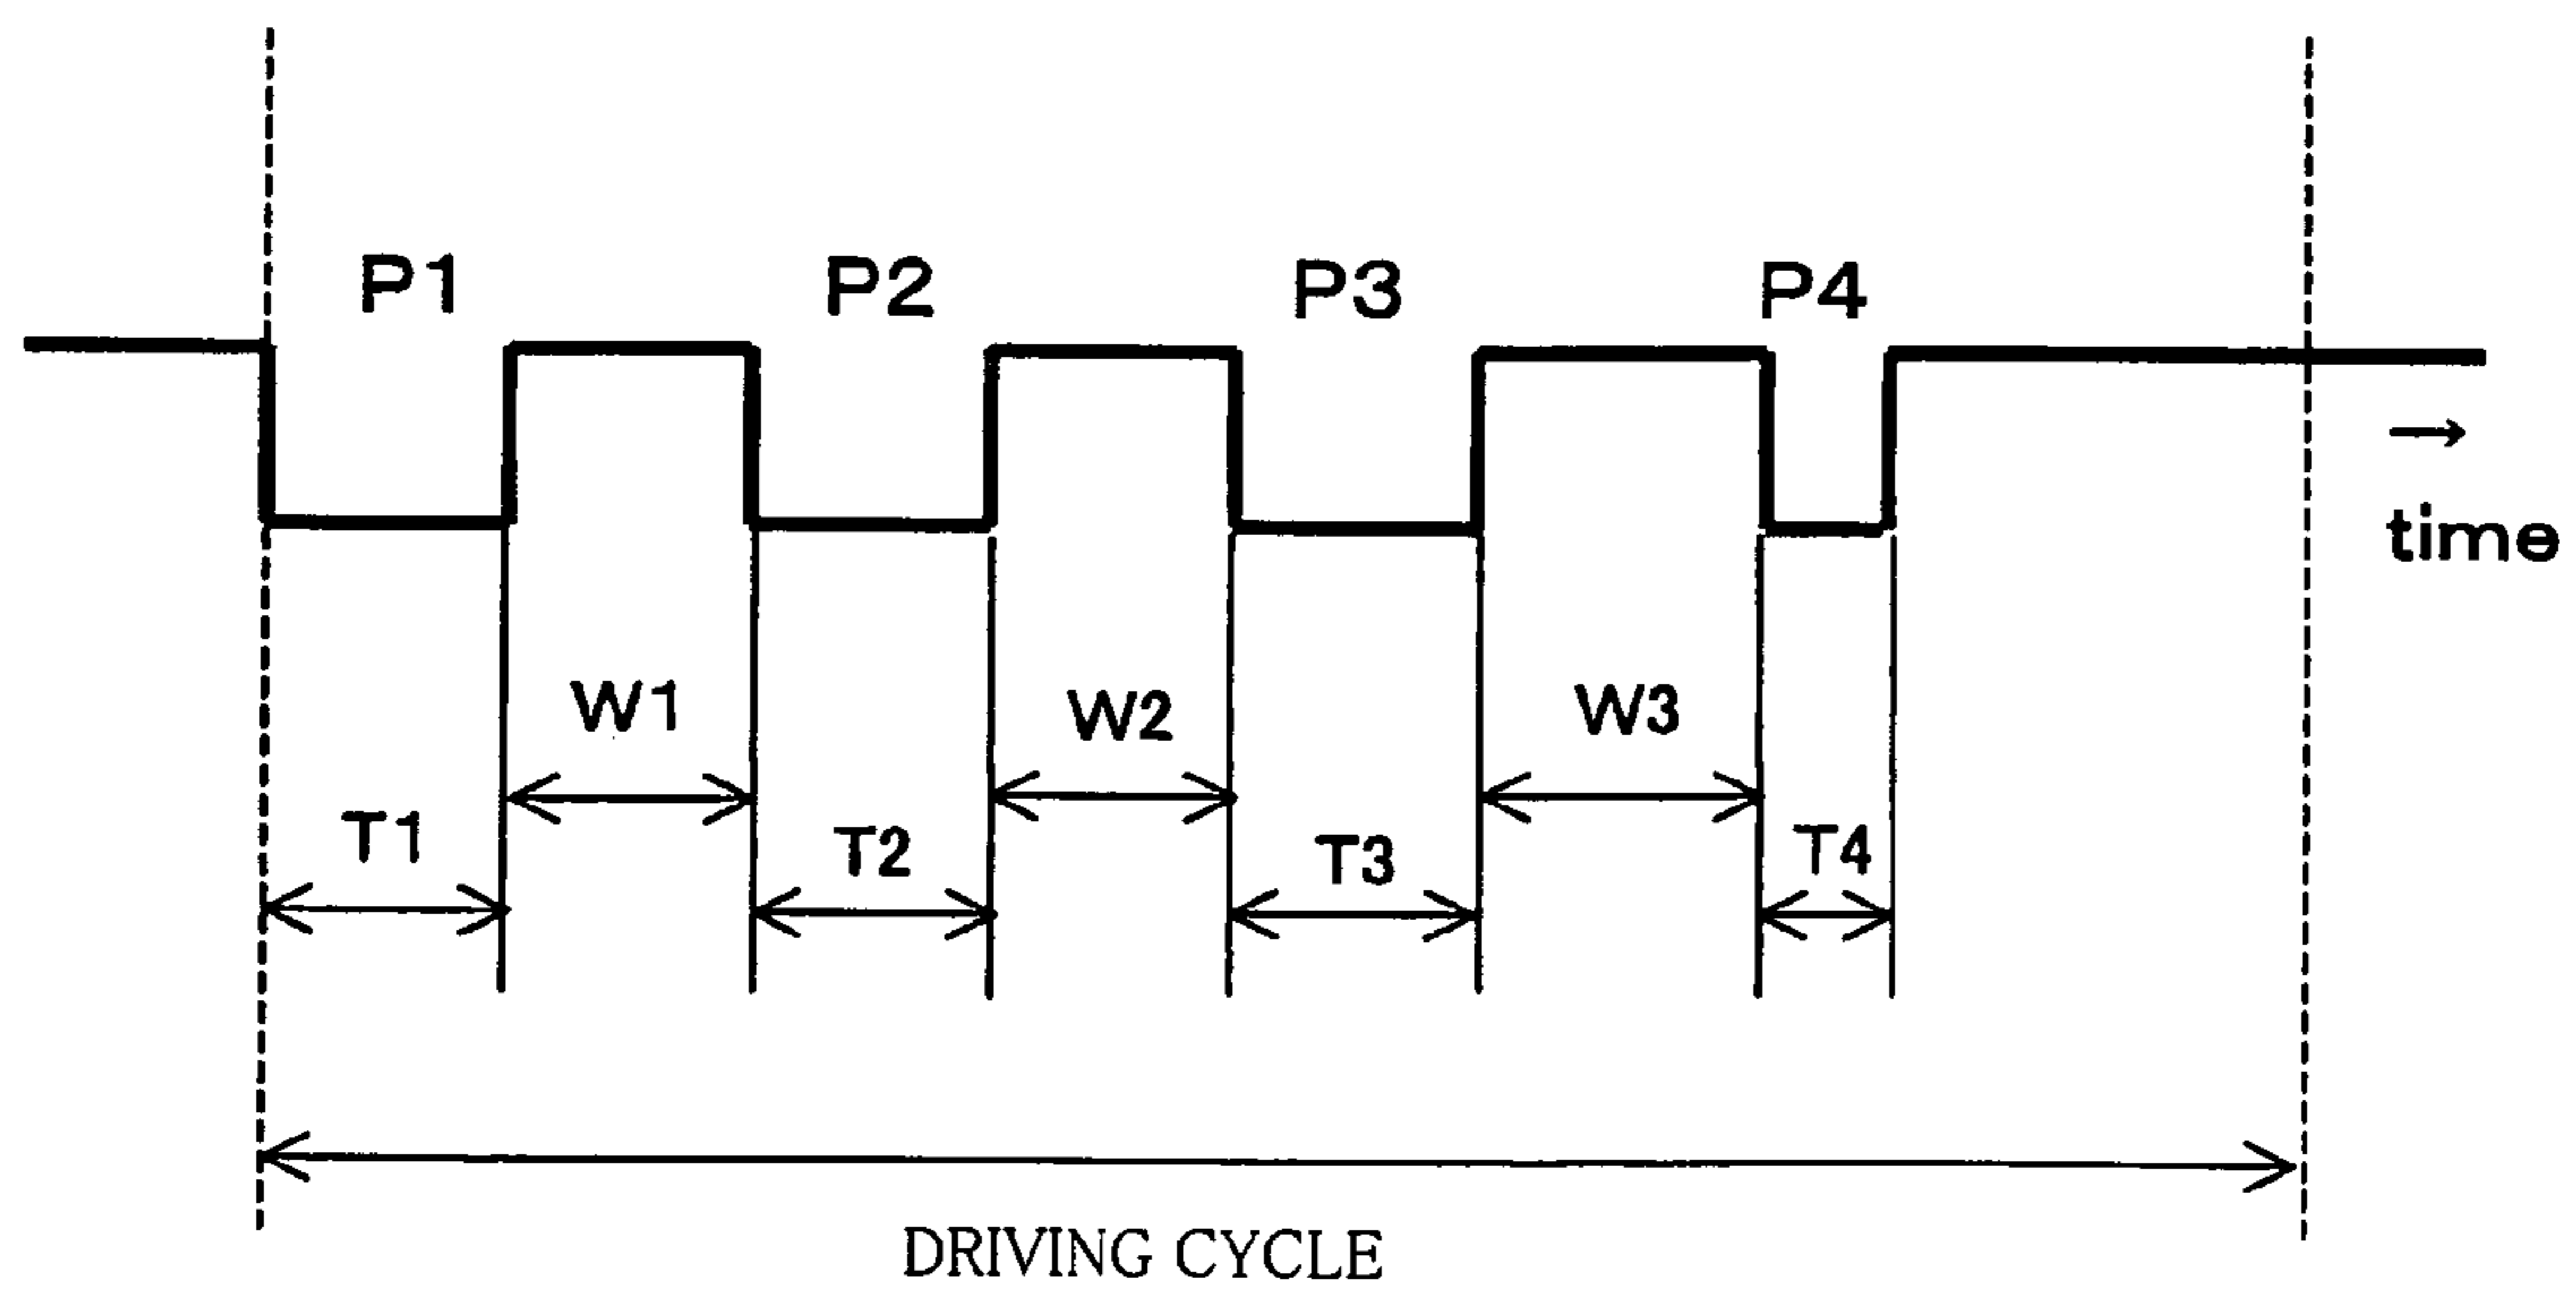 P1 P2 P3 P4
→
time
W1 W2 W3
T1 T2 T3 T4
DRIVING CYCLE